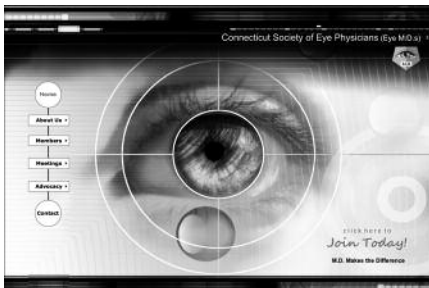 Connecticut Society of Eye Physicians (Eye M.D.s)
Home
About Us
Members
Meetings
Advocacy
Contact
click here to
Join Today!
M.D. Makes the Difference